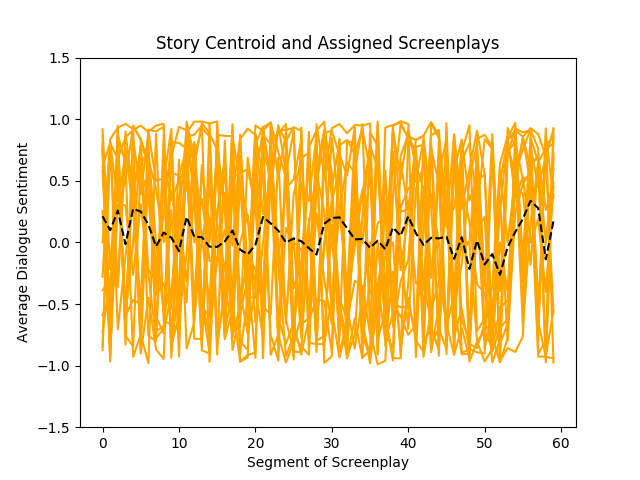 Story Centroid and Assigned Screenplays
1.5
1.0
0.5
0.0
−0.5
−1.0
−1.5
Average Dialogue Sentiment
0 10 20 30 40 50 60
Segment of Screenplay